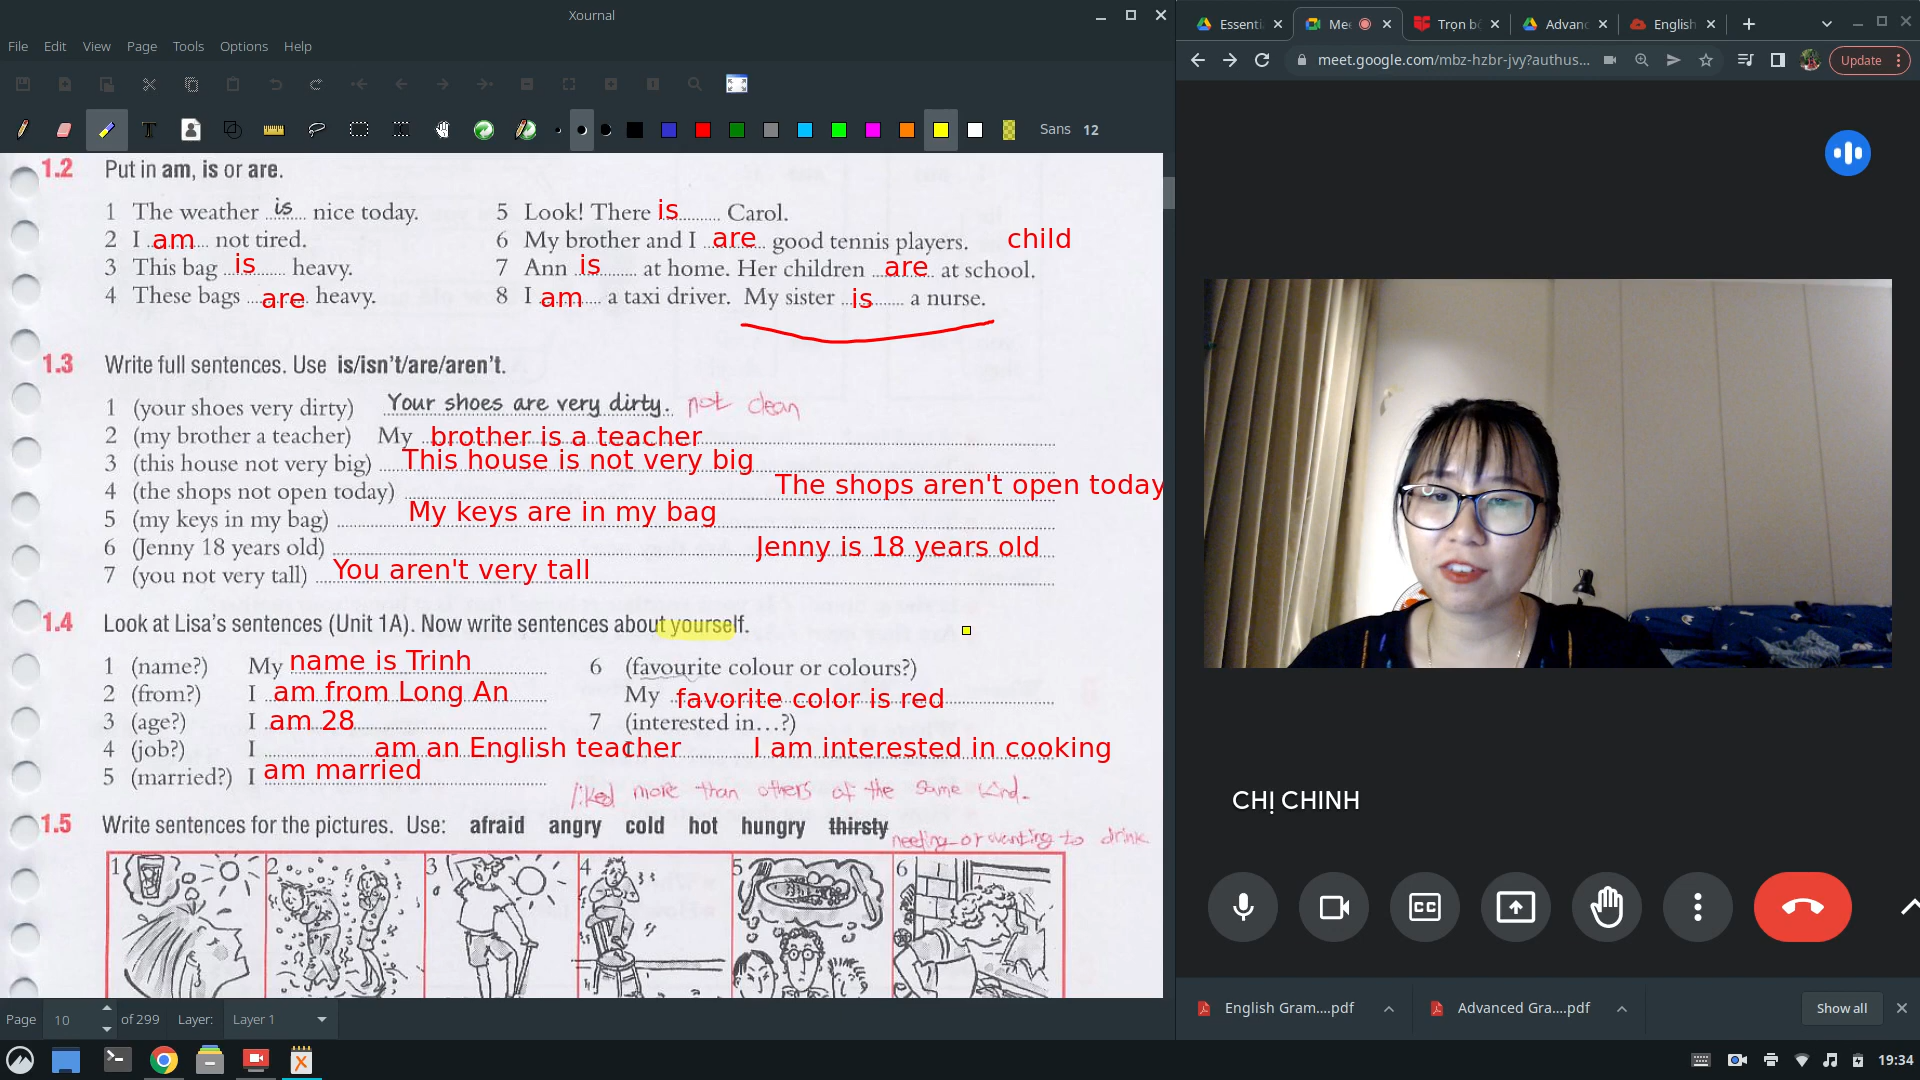 Xournal
File Edit View Page Tools Options Help
Sans 12
1.2 Put in am, is or are.
1 The weather is nice today.
2 I am not tired.
3 This bag is heavy.
4 These bags are heavy.
5 Look! There is Carol.
6 My brother and I are good tennis players. child
7 Ann is at home. Her children are at school.
8 I am a taxi driver. My sister is a nurse.
1.3 Write full sentences. Use is/isn't/are/aren't.
1 (your shoes very dirty) Your shoes are very dirty. not clean
2 (my brother a teacher) My brother is a teacher
3 (this house not very big) This house is not very big
4 (the shops not open today) The shops aren't open today
5 (my keys in my bag) My keys are in my bag
6 (Jenny 18 years old) Jenny is 18 years old
7 (you not very tall) You aren't very tall
1.4 Look at Lisa's sentences (Unit 1A). Now write sentences about yourself.
1 (name?) My name is Trinh
2 (from?) I am from Long An
3 (age?) I am 28
4 (job?) I am an English teacher
5 (married?) I am married
6 (favourite colour or colours?)
My favorite color is red
7 (interested in...?)
I I am interested in cooking
liked more than others of the same kind.
1.5 Write sentences for the pictures. Use: afraid angry cold hot hungry thirsty
needing or wanting to drink
1 2 3 4 5 6
Page 10 of 299 Layer: Layer 1
Essenti Mee Trọn b Advanc English
meet.google.com/mbz-hzbr-jvy?authus... Update
CHỊ CHINH
CC
English Gram....pdf Advanced Gra....pdf Show all
19:34